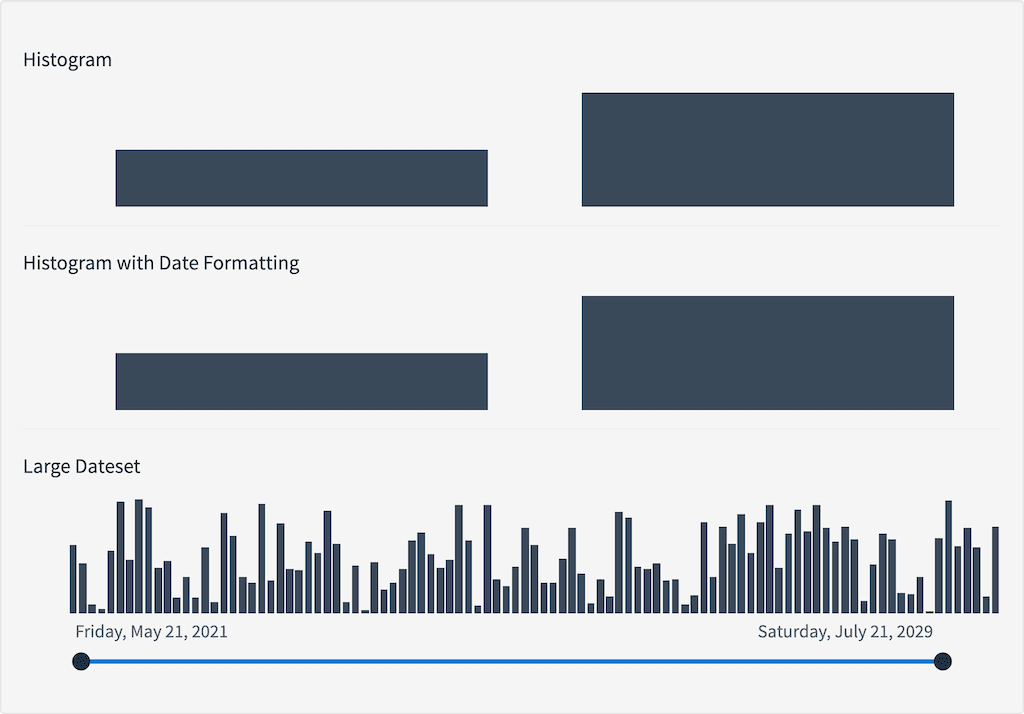 Histogram
Histogram with Date Formatting
Large Dateset
Friday, May 21, 2021
Saturday, July 21, 2029